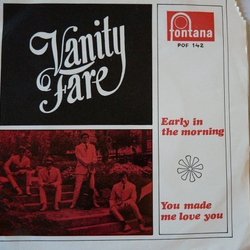 Vanity
Fare
fontana
POF 142
Early in
the morning
You made
me love you